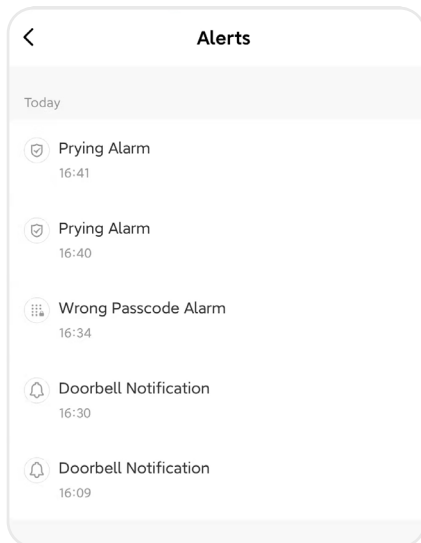 Alerts
Today
Prying Alarm
16:41
Prying Alarm
16:40
Wrong Passcode Alarm
16:34
Doorbell Notification
16:30
Doorbell Notification
16:09